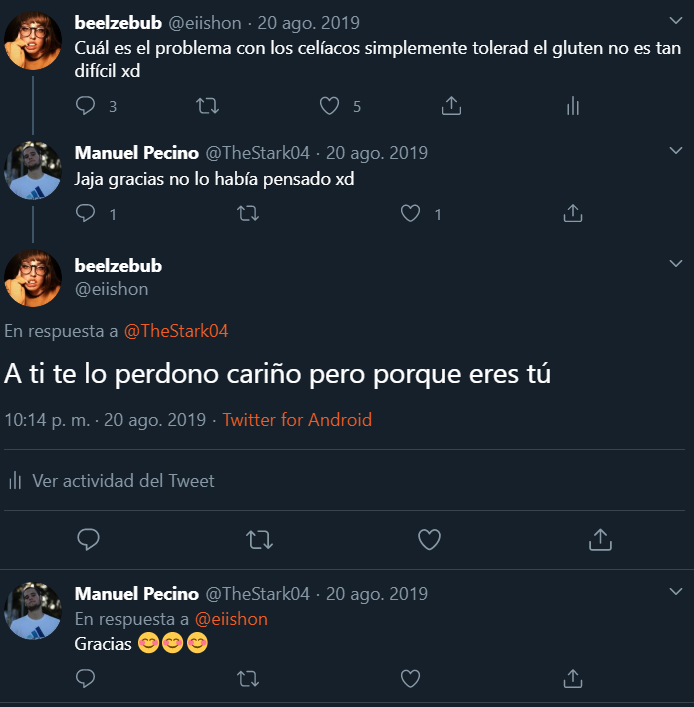 beelzebub @eiishon · 20 ago. 2019
Cuál es el problema con los celíacos simplemente tolerad el gluten no es tan
difícil xd
3 5
Manuel Pecino @TheStark04 · 20 ago. 2019
Jaja gracias no lo había pensado xd
1 1
beelzebub
@eiishon
En respuesta a @TheStark04
A ti te lo perdono cariño pero porque eres tú
10:14 p. m. · 20 ago. 2019 · Twitter for Android
Ver actividad del Tweet
Manuel Pecino @TheStark04 · 20 ago. 2019
En respuesta a @eiishon
Gracias 😊😊😊